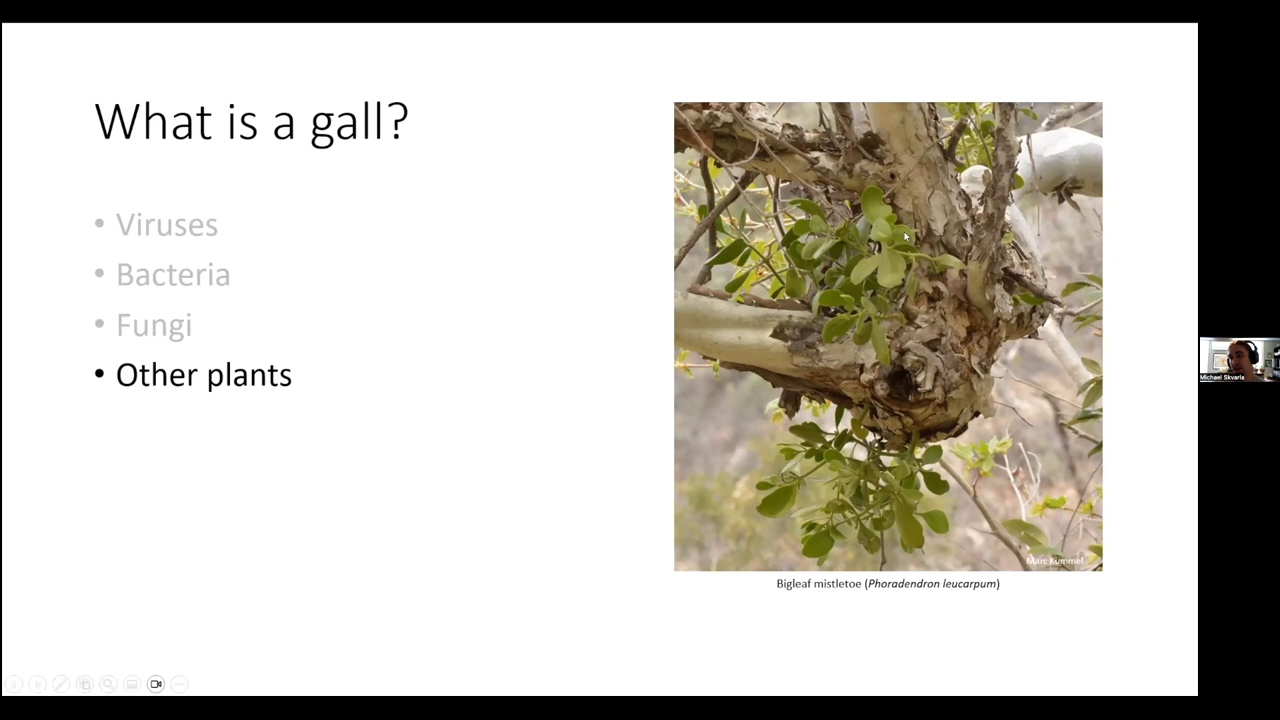 What is a gall?
• Viruses
• Bacteria
• Fungi
• Other plants
Marc Kummel
Bigleaf mistletoe (Phoradendron leucarpum)
Michael Skvarla